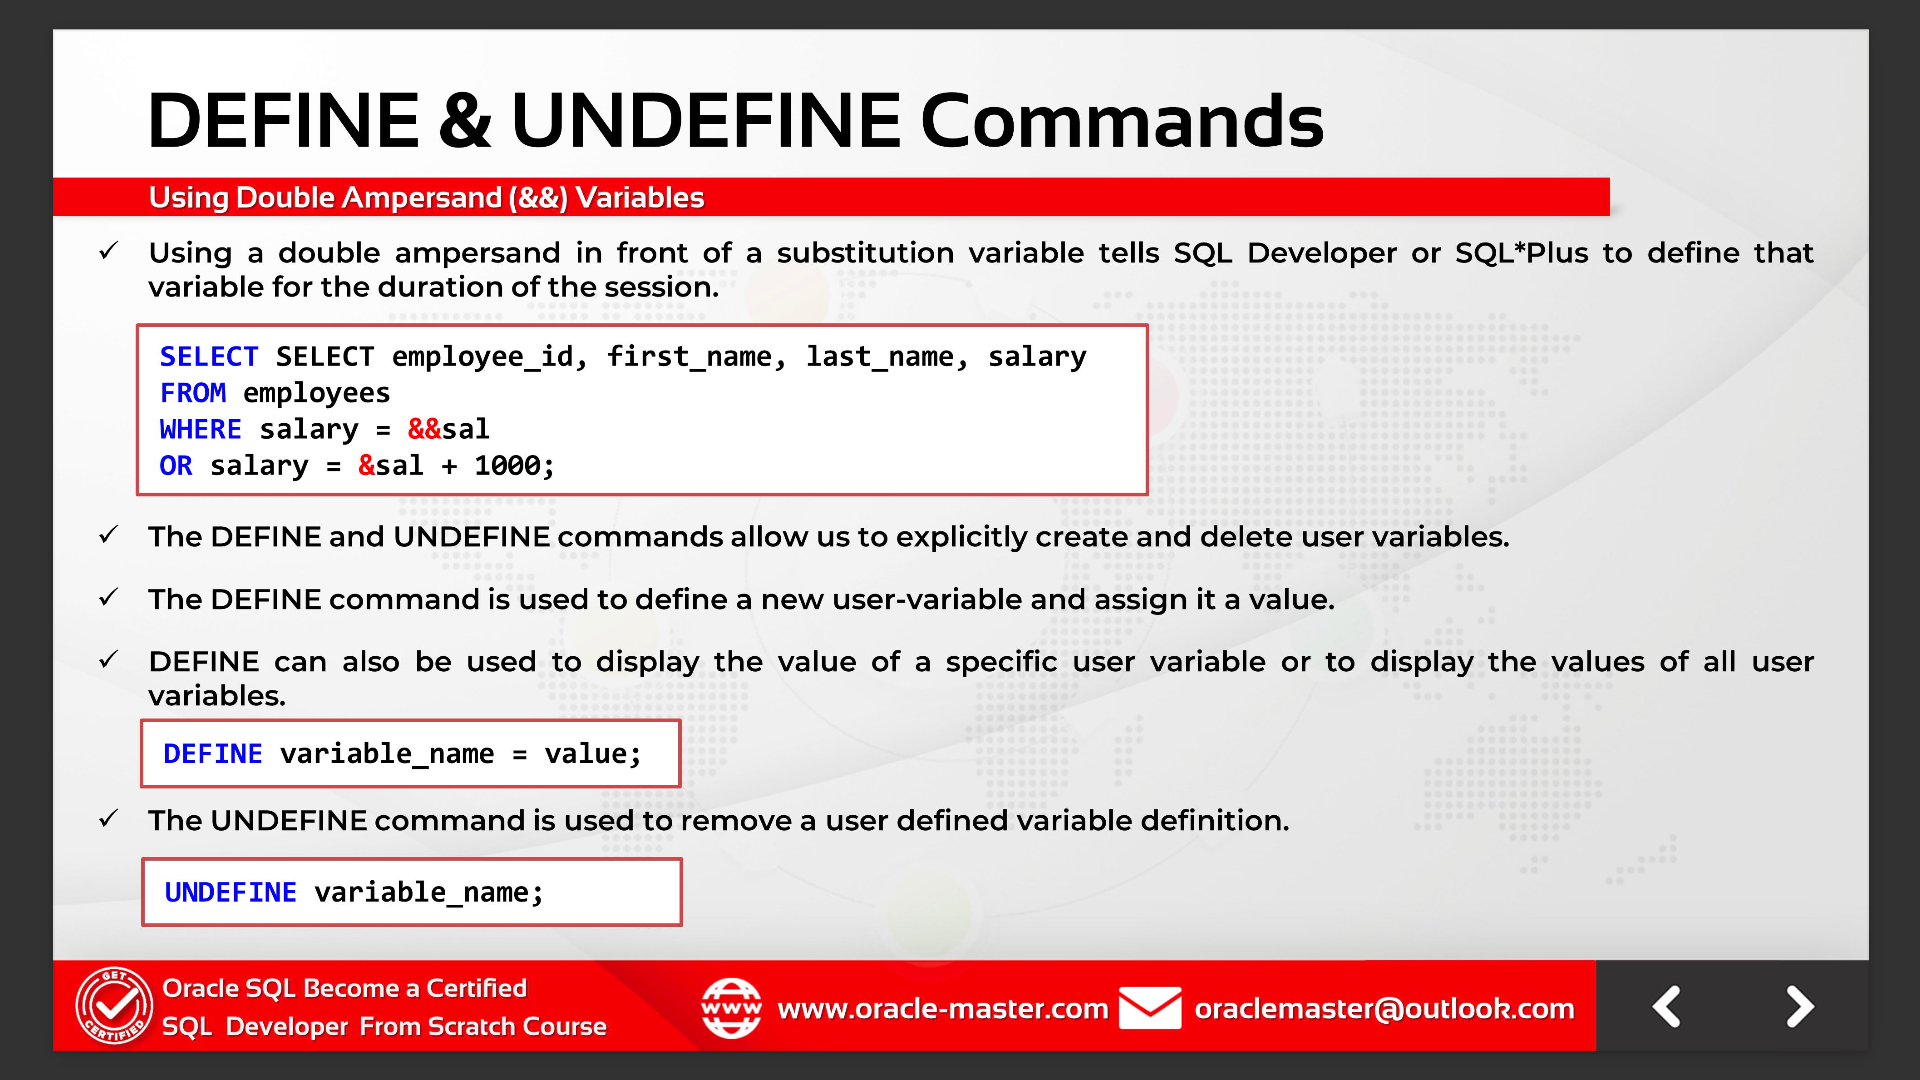 DEFINE & UNDEFINE Commands
Using Double Ampersand (&&) Variables
✓ Using a double ampersand in front of a substitution variable tells SQL Developer or SQL*Plus to define that
variable for the duration of the session.
SELECT SELECT employee_id, first_name, last_name, salary
FROM employees
WHERE salary = &&sal
OR salary = &sal + 1000;
✓ The DEFINE and UNDEFINE commands allow us to explicitly create and delete user variables.
✓ The DEFINE command is used to define a new user-variable and assign it a value.
✓ DEFINE can also be used to display the value of a specific user variable or to display the values of all user
variables.
DEFINE variable_name = value;
✓ The UNDEFINE command is used to remove a user defined variable definition.
UNDEFINE variable_name;
GET
CERTIFIED
Oracle SQL Become a Certified
SQL Developer From Scratch Course
www
www.oracle-master.com
oraclemaster@outlook.com